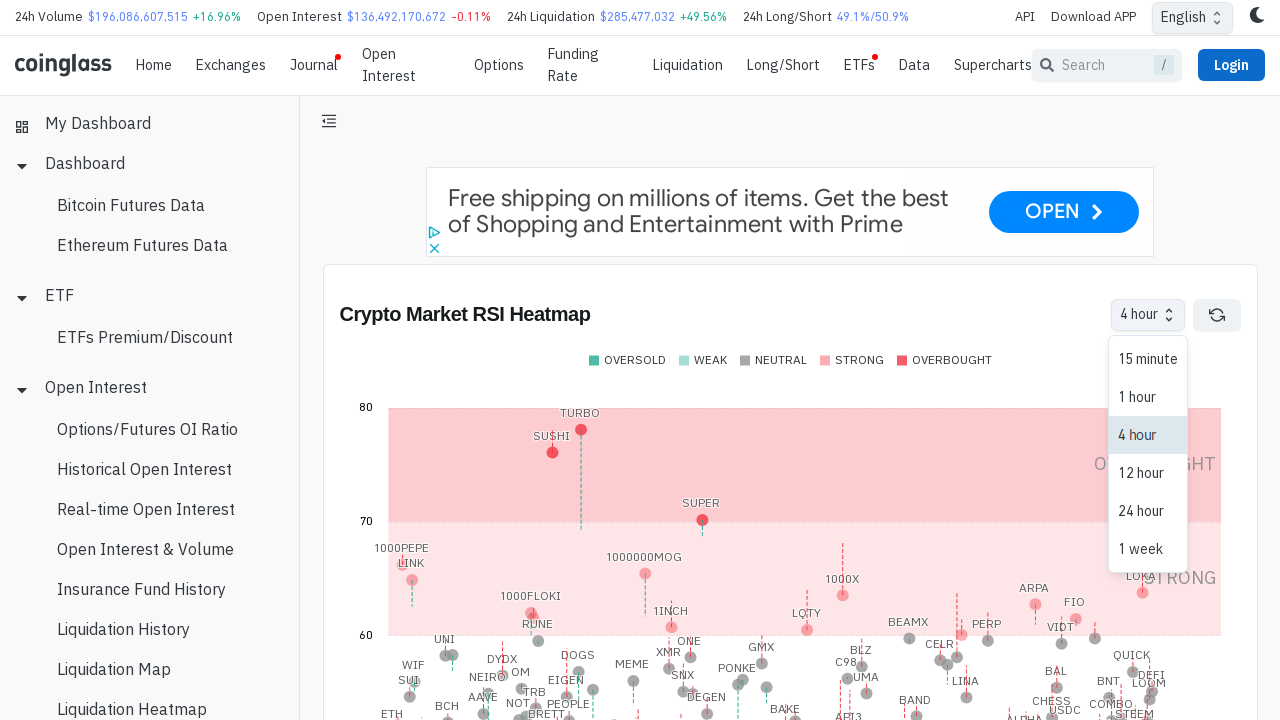 24h Volume $196,086,607,515 +16.96% Open Interest $136,492,170,672 -0.11% 24h Liquidation $285,477,032 +49.56% 24h Long/Short 49.1%/50.9% API Download APP English
coinglass Home Exchanges Journal Open Interest Options Funding Rate Liquidation Long/Short ETFs Data Supercharts Search / Login
My Dashboard
Dashboard
Bitcoin Futures Data
Ethereum Futures Data
ETF
ETFs Premium/Discount
Open Interest
Options/Futures OI Ratio
Historical Open Interest
Real-time Open Interest
Open Interest & Volume
Insurance Fund History
Liquidation History
Liquidation Map
Liquidation Heatmap
Free shipping on millions of items. Get the best
of Shopping and Entertainment with Prime
OPEN
Crypto Market RSI Heatmap
4 hour
15 minute
1 hour
4 hour
12 hour
24 hour
1 week
OVERSOLD WEAK NEUTRAL STRONG OVERBOUGHT
80
TURBO
SUSHI
SUPER
70
1000PEPE
LINK
1000000MOG
1000X
STRONG
1000FLOKI
1INCH
LQTY
ARPA
FIO
RUNE
BEAMX
PERP
VIDT
60
UNI
ONE
GMX
CELR
XMR
BLZ
DOGS
DYDX
QUICK
WIF
MEME
C98
PONKE
BAL
OM
SNX
NEIRO
EIGEN
UMA
DEFI
SUI
LINA
BNT
LOOM
TRB
AAVE
DEGEN
NOT
PEOPLE
BAND
CHESS
COMBO
BCH
BAKE
USDC
ETH
BRETT
API3
STEEM
ALPHA